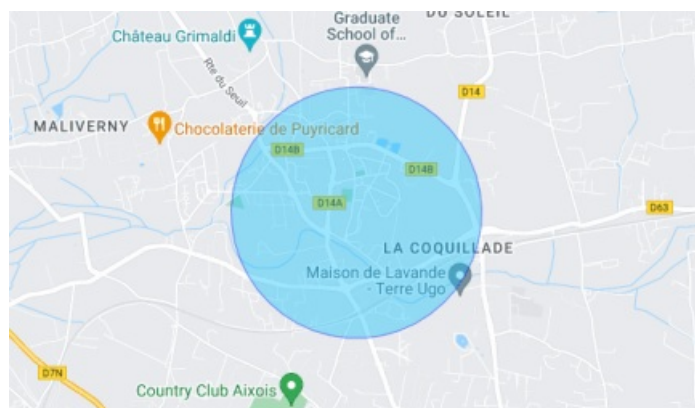 DU SOLEIL
Graduate
School of...
Château Grimaldi
Rte du Seuil
D14
MALIVERNY
Chocolaterie de Puyricard
D14B
D14B
D14A
D63
LA COQUILLADE
Maison de Lavande
- Terre Ugo
D7N
Country Club Aixois